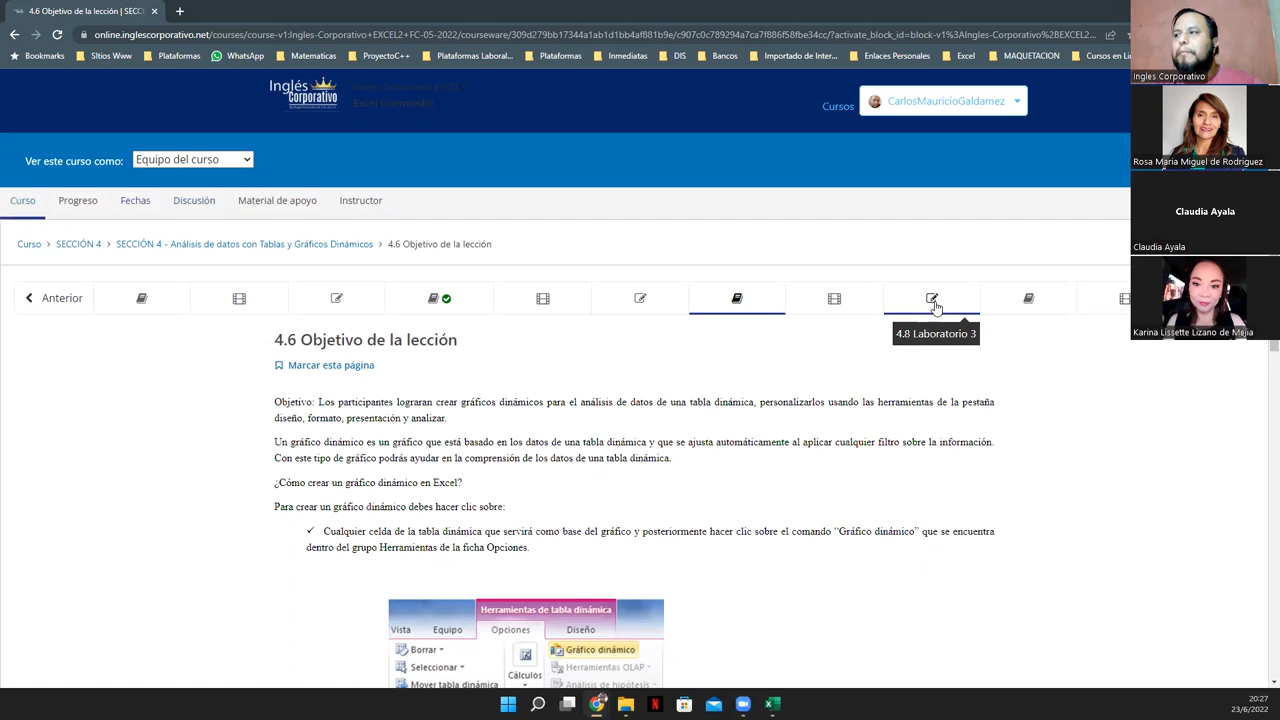 4.6 Objetivo de la lección | SECC
online.inglescorporativo.net/courses/course-v1:Ingles-Corporativo+EXCEL2+FC-05-2022/courseware/309d279bb17344a1ab1d1bb4af881b9e/c907c0c789294a7ca7f886f58fbe34cc/?activate_block_id=block-v1%3AIngles-Corporativo%2BEXCEL2...
Bookmarks
SItios Www
Plataformas
WhatsApp
Matematicas
ProyectoC++
Plataformas Labora...
Plataformas
Inmediatas
DIS
Bancos
Importado de Inter...
Enlaces Personales
Excel
MAQUETACION
Cursos en Lí
Inglés
Corporativo
Ingles-Corporativo EXCEL
Excel Intermedio
Cursos
CarlosMauricioGaldamez
Ver este curso como:
Equipo del curso
Curso
Progreso
Fechas
Discusión
Material de apoyo
Instructor
Curso > SECCIÓN 4 > SECCIÓN 4 - Análisis de datos con Tablas y Gráficos Dinámicos > 4.6 Objetivo de la lección
Anterior
4.8 Laboratorio 3
4.6 Objetivo de la lección
Marcar esta página
Objetivo: Los participantes lograran crear gráficos dinámicos para el análisis de datos de una tabla dinámica, personalizarlos usando las herramientas de la pestaña
diseño, formato, presentación y analizar.
Un gráfico dinámico es un gráfico que está basado en los datos de una tabla dinámica y que se ajusta automáticamente al aplicar cualquier filtro sobre la información.
Con este tipo de gráfico podrás ayudar en la comprensión de los datos de una tabla dinámica.
¿Cómo crear un gráfico dinámico en Excel?
Para crear un gráfico dinámico debes hacer clic sobre:
✓ Cualquier celda de la tabla dinámica que servirá como base del gráfico y posteriormente hacer clic sobre el comando “Gráfico dinámico” que se encuentra
dentro del grupo Herramientas de la ficha Opciones.
Herramientas de tabla dinámica
Vista
Equipo
Opciones
Diseño
Borrar
Seleccionar
Mover tabla dinámica
Cálculos
Gráfico dinámico
Herramientas OLAP
Análisis de hipótesis
Ingles Corporativo
Rosa Maria Miguel de Rodriguez
Claudia Ayala
Claudia Ayala
Karina Lissette Lizano de Mejia
20:27
23/6/2022